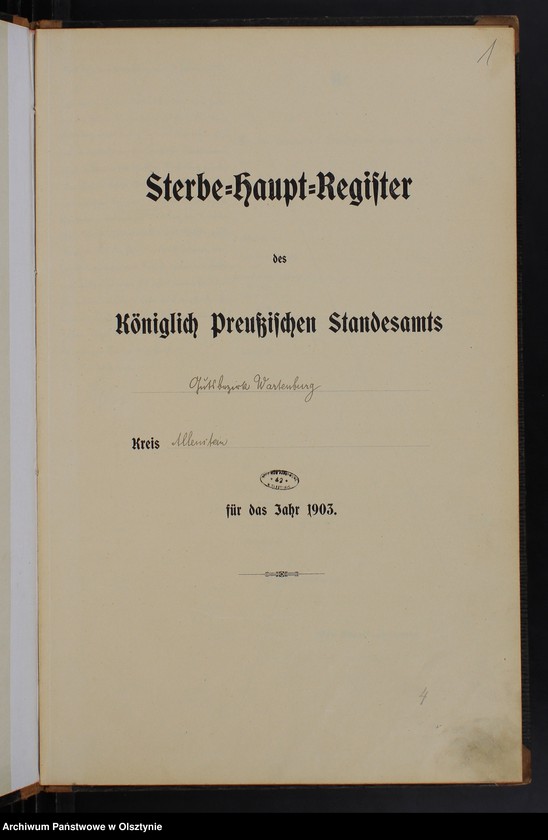 1
Sterbe=Haupt=Register
des
Königlich Preußischen Standesamts
Gutsbezirk Wartenburg
Kreis Allenstein
für das Jahr 1903.
4
Archiwum Państwowe w Olsztynie